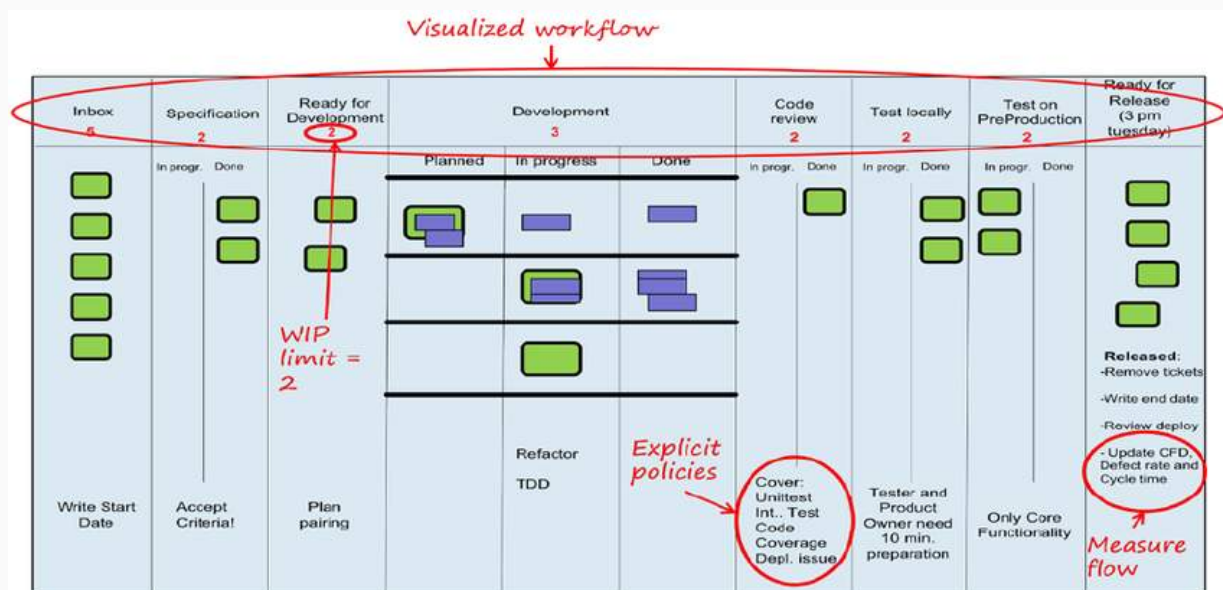 Visualized workflow
Inbox
5
Specification
2
Ready for
Development
2
Development
3
Code
review
2
Test locally
2
Test on
PreProduction
2
Ready for
Release
(3 pm
tuesday)
In progr. Done
Planned
In progress
Done
In progr. Done
In progr. Done
In progr. Done
WIP
limit =
2
Explicit
policies
Refactor
TDD
Write Start
Date
Accept
Criteria!
Plan
pairing
Cover:
Unittest
Int.. Test
Code
Coverage
Depl. issue
Tester and
Product
Owner need
10 min.
preparation
Only Core
Functionality
Released:
-Remove tickets
-Write end date
-Review deploy
- Update CFD,
Defect rate and
Cycle time
Measure
flow